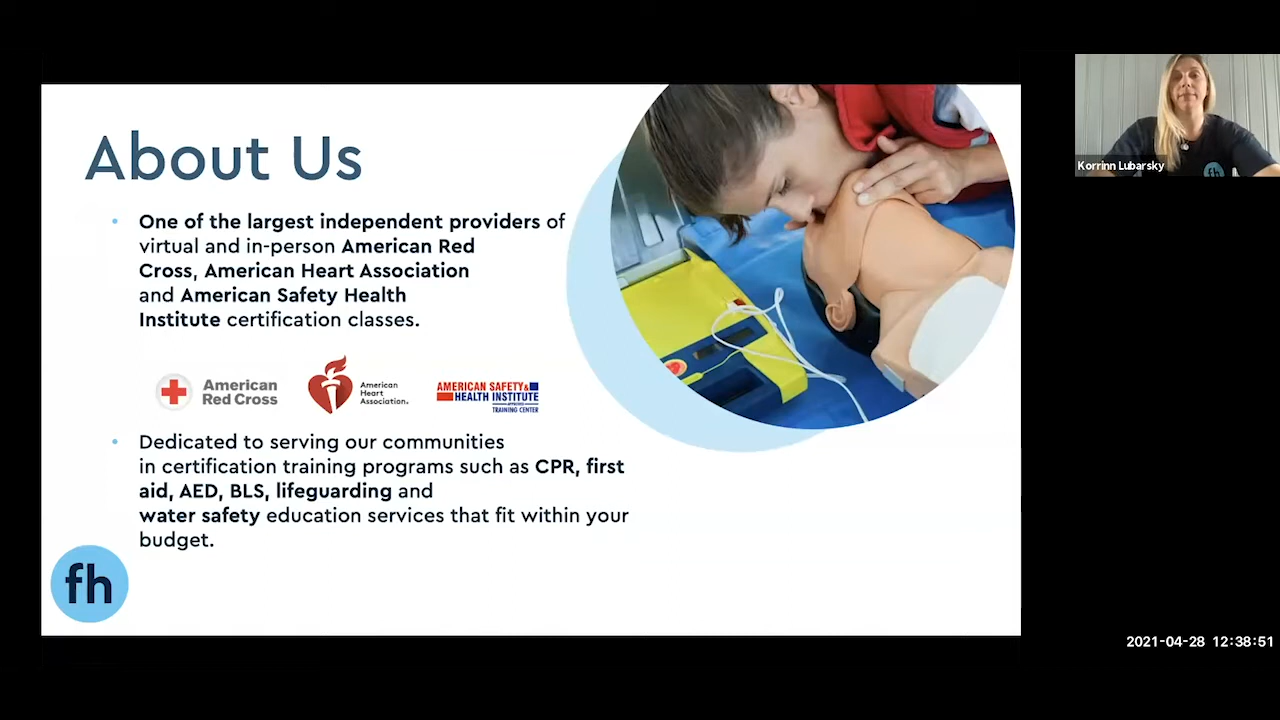 About Us
• One of the largest independent providers of
virtual and in-person American Red
Cross, American Heart Association
and American Safety Health
Institute certification classes.
American
Red Cross
American
Heart
Association®
AMERICAN SAFETY&
HEALTH INSTITUTE
TRAINING CENTER
• Dedicated to serving our communities
in certification training programs such as CPR, first
aid, AED, BLS, lifeguarding and
water safety education services that fit within your
budget.
fh
Korrinn Lubarsky
fh
2021-04-28 12:38:51